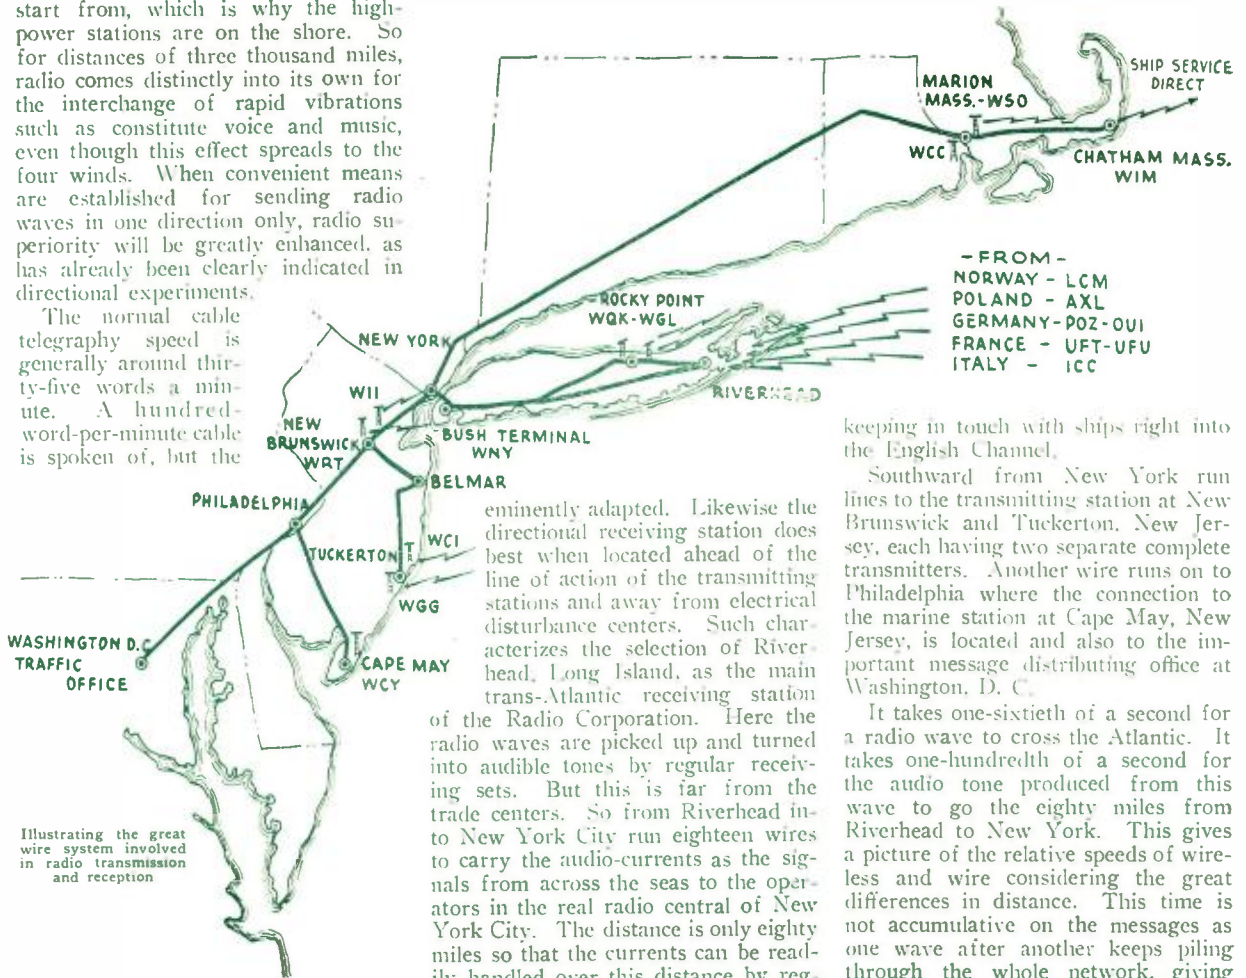 start from, which is why the high-
power stations are on the shore. So
for distances of three thousand miles,
radio comes distinctly into its own for
the interchange of rapid vibrations
such as constitute voice and music,
even though this effect spreads to the
four winds. When convenient means
are established for sending radio
waves in one direction only, radio su-
periority will be greatly enhanced, as
has already been clearly indicated in
directional experiments.
The normal cable
telegraphy speed is
generally around thir-
ty-five words a min-
ute. A hundred-
word-per-minute cable
is spoken of, but the
MARION
MASS.-WSO
SHIP SERVICE
DIRECT
WCC
CHATHAM MASS.
WIM
-FROM-
NORWAY - LCM
POLAND - AXL
GERMANY-POZ-OUI
FRANCE - UFT-UFU
ITALY - ICC
ROCKY POINT
WQK-WGL
NEW YORK
RIVERHEAD
WII
NEW
BRUNSWICK
WRT
BUSH TERMINAL
WNY
BELMAR
PHILADELPHIA
TUCKERTON
WCI
WGG
WASHINGTON D.C.
TRAFFIC
OFFICE
CAPE MAY
WCY
Illustrating the great
wire system involved
in radio transmission
and reception
eminently adapted. Likewise the
directional receiving station does
best when located ahead of the
line of action of the transmitting
stations and away from electrical
disturbance centers. Such char-
acterizes the selection of River-
head, Long Island, as the main
trans-Atlantic receiving station
of the Radio Corporation. Here the
radio waves are picked up and turned
into audible tones by regular receiv-
ing sets. But this is far from the
trade centers. So from Riverhead in-
to New York City run eighteen wires
to carry the audio-currents as the sig-
nals from across the seas to the oper-
ators in the real radio central of New
York City. The distance is only eighty
miles so that the currents can be read-
ily handled over this distance by reg-
keeping in touch with ships right into
the English Channel.
Southward from New York run
lines to the transmitting station at New
Brunswick and Tuckerton, New Jer-
sey, each having two separate complete
transmitters. Another wire runs on to
Philadelphia where the connection to
the marine station at Cape May, New
Jersey, is located and also to the im-
portant message distributing office at
Washington, D. C.
It takes one-sixtieth of a second for
a radio wave to cross the Atlantic. It
takes one-hundredth of a second for
the audio tone produced from this
wave to go the eighty miles from
Riverhead to New York. This gives
a picture of the relative speeds of wire-
less and wire considering the great
differences in distance. This time is
not accumulative on the messages as
one wave after another keeps piling
through the whole network, giving